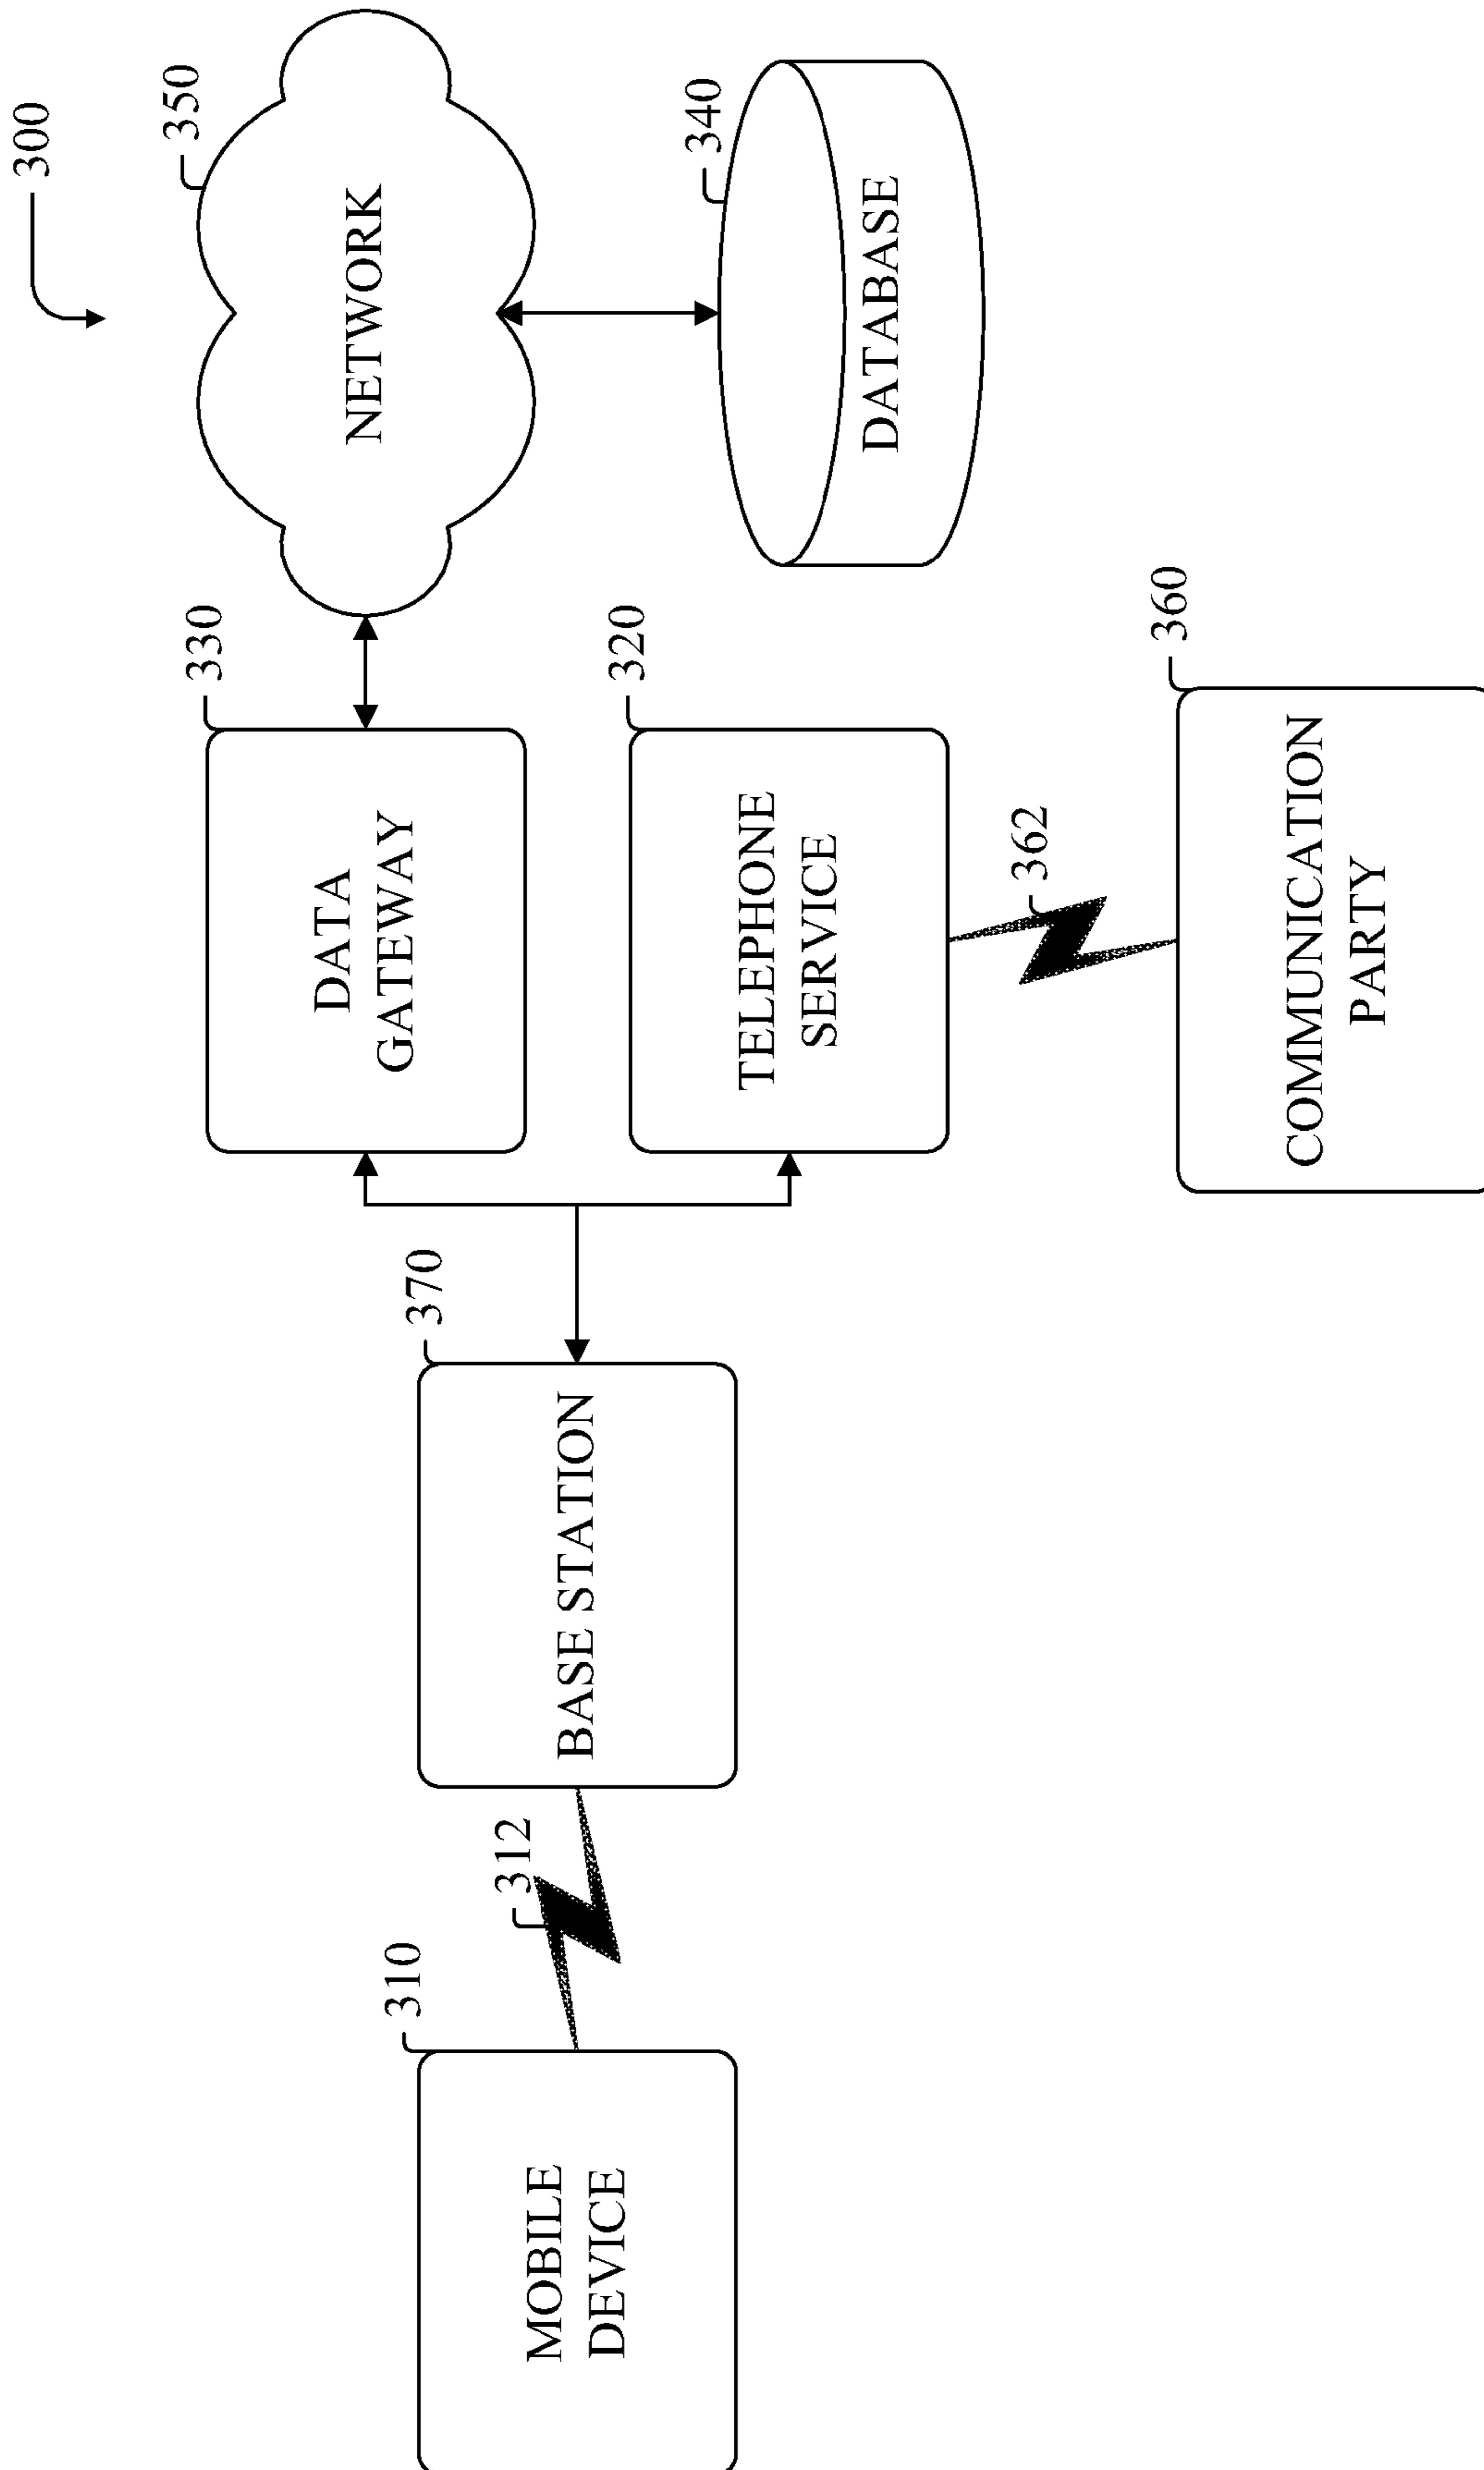 300
350
NETWORK
340
DATABASE
330
DATA
GATEWAY
320
TELEPHONE
SERVICE
362
360
COMMUNICATION
PARTY
370
BASE STATION
312
310
MOBILE
DEVICE